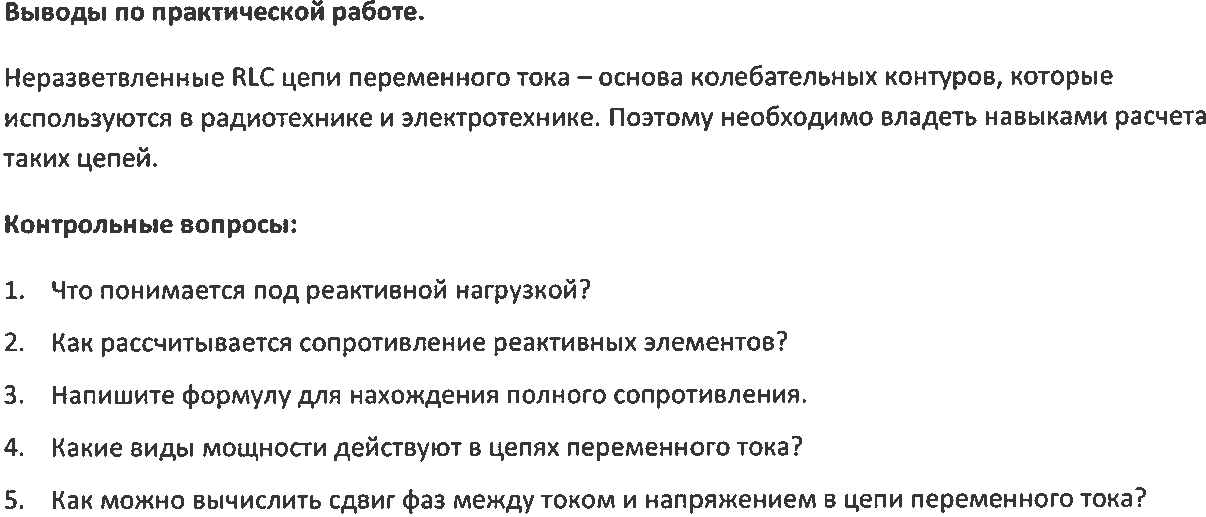 Выводы по практической работе.
Неразветвленные RLC цепи переменного тока – основа колебательных контуров, которые
используются в радиотехнике и электротехнике. Поэтому необходимо владеть навыками расчета
таких цепей.
Контрольные вопросы:
1. Что понимается под реактивной нагрузкой?
2. Как рассчитывается сопротивление реактивных элементов?
3. Напишите формулу для нахождения полного сопротивления.
4. Какие виды мощности действуют в цепях переменного тока?
5. Как можно вычислить сдвиг фаз между током и напряжением в цепи переменного тока?